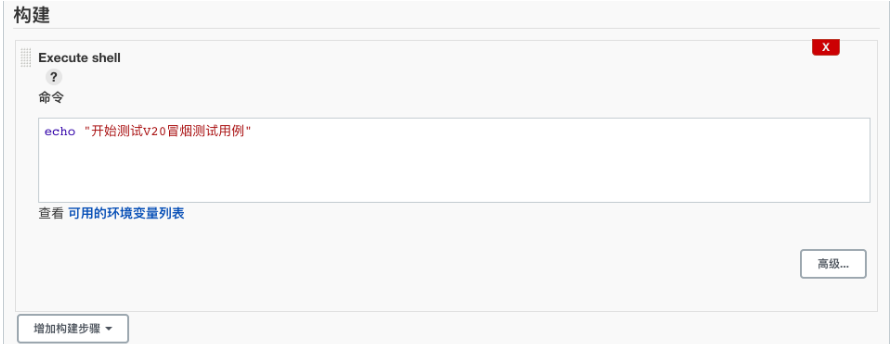 构建
Execute shell
X
?
命令
echo "开始测试V20冒烟测试用例"
查看 可用的环境变量列表
高级...
增加构建步骤